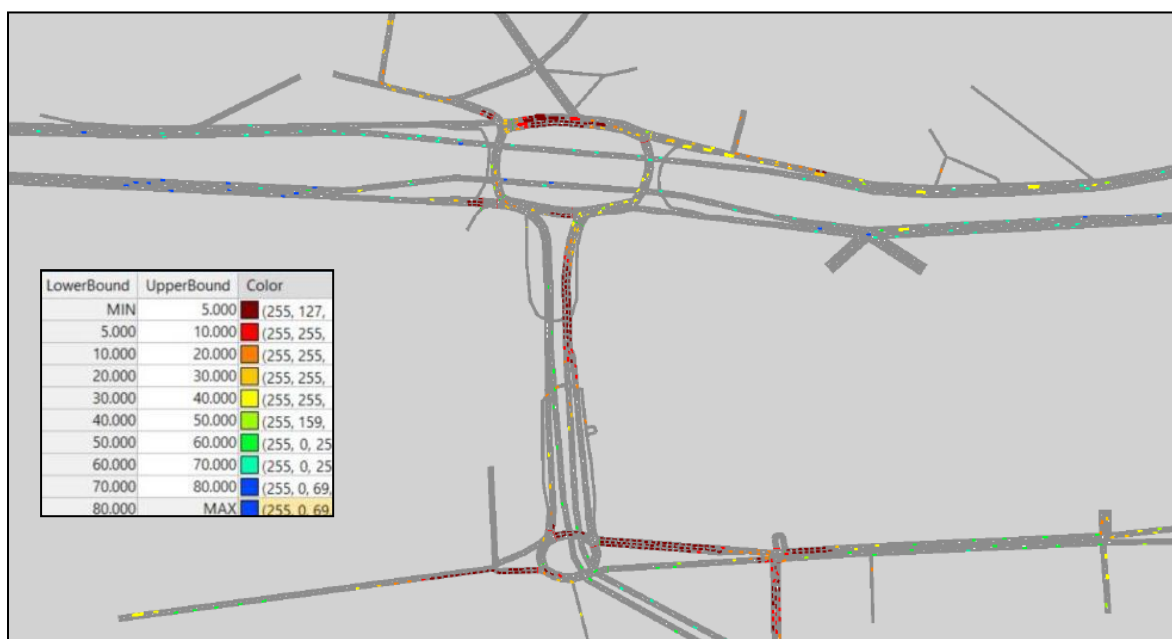 LowerBound UpperBound Color
MIN 5.000 (255, 127,
5.000 10.000 (255, 255,
10.000 20.000 (255, 255,
20.000 30.000 (255, 255,
30.000 40.000 (255, 255,
40.000 50.000 (255, 159,
50.000 60.000 (255, 0, 25
60.000 70.000 (255, 0, 25
70.000 80.000 (255, 0, 69,
80.000 MAX (255, 0, 69